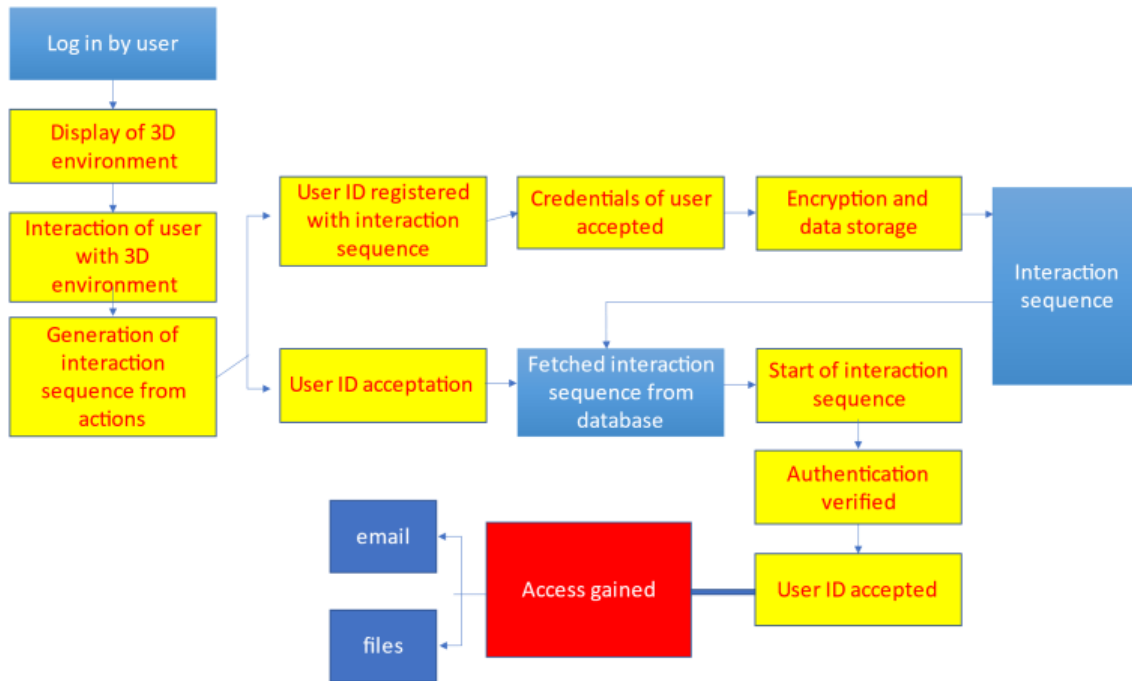 Log in by user
Display of 3D
environment
Interaction of user
with 3D
environment
Generation of
interaction
sequence from
actions
User ID registered
with interaction
sequence
Credentials of user
accepted
Encryption and
data storage
Interaction
sequence
User ID acceptation
Fetched interaction
sequence from
database
Start of interaction
sequence
Authentication
verified
User ID accepted
Access gained
email
files